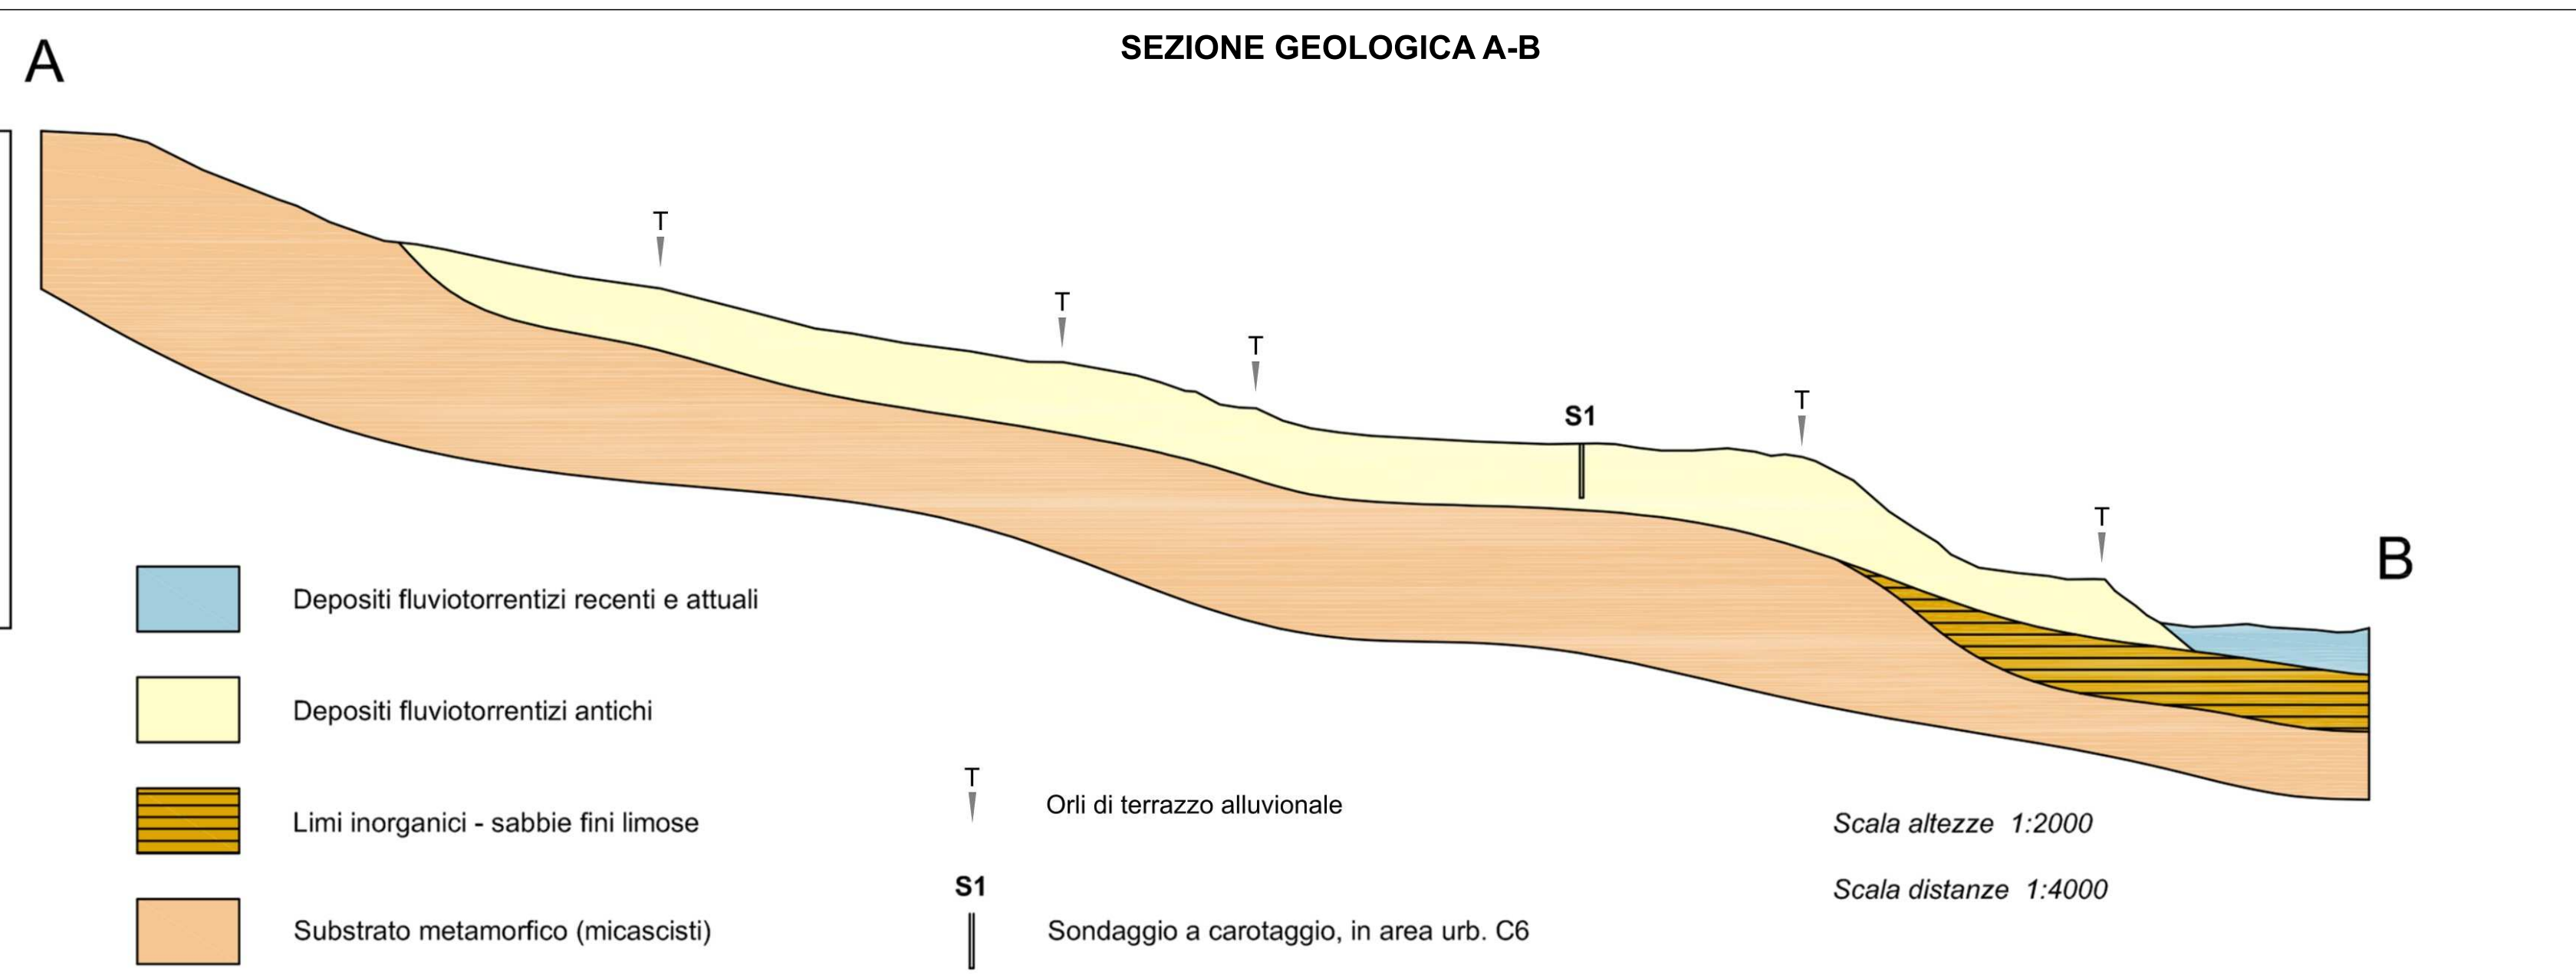 SEZIONE GEOLOGICA A-B
A
T
T
T
S1
T
T
B
Depositi fluviotorrentizi recenti e attuali
Depositi fluviotorrentizi antichi
Limi inorganici - sabbie fini limose
Substrato metamorfico (micascisti)
T
Orli di terrazzo alluvionale
S1
Sondaggio a carotaggio, in area urb. C6
Scala altezze 1:2000
Scala distanze 1:4000